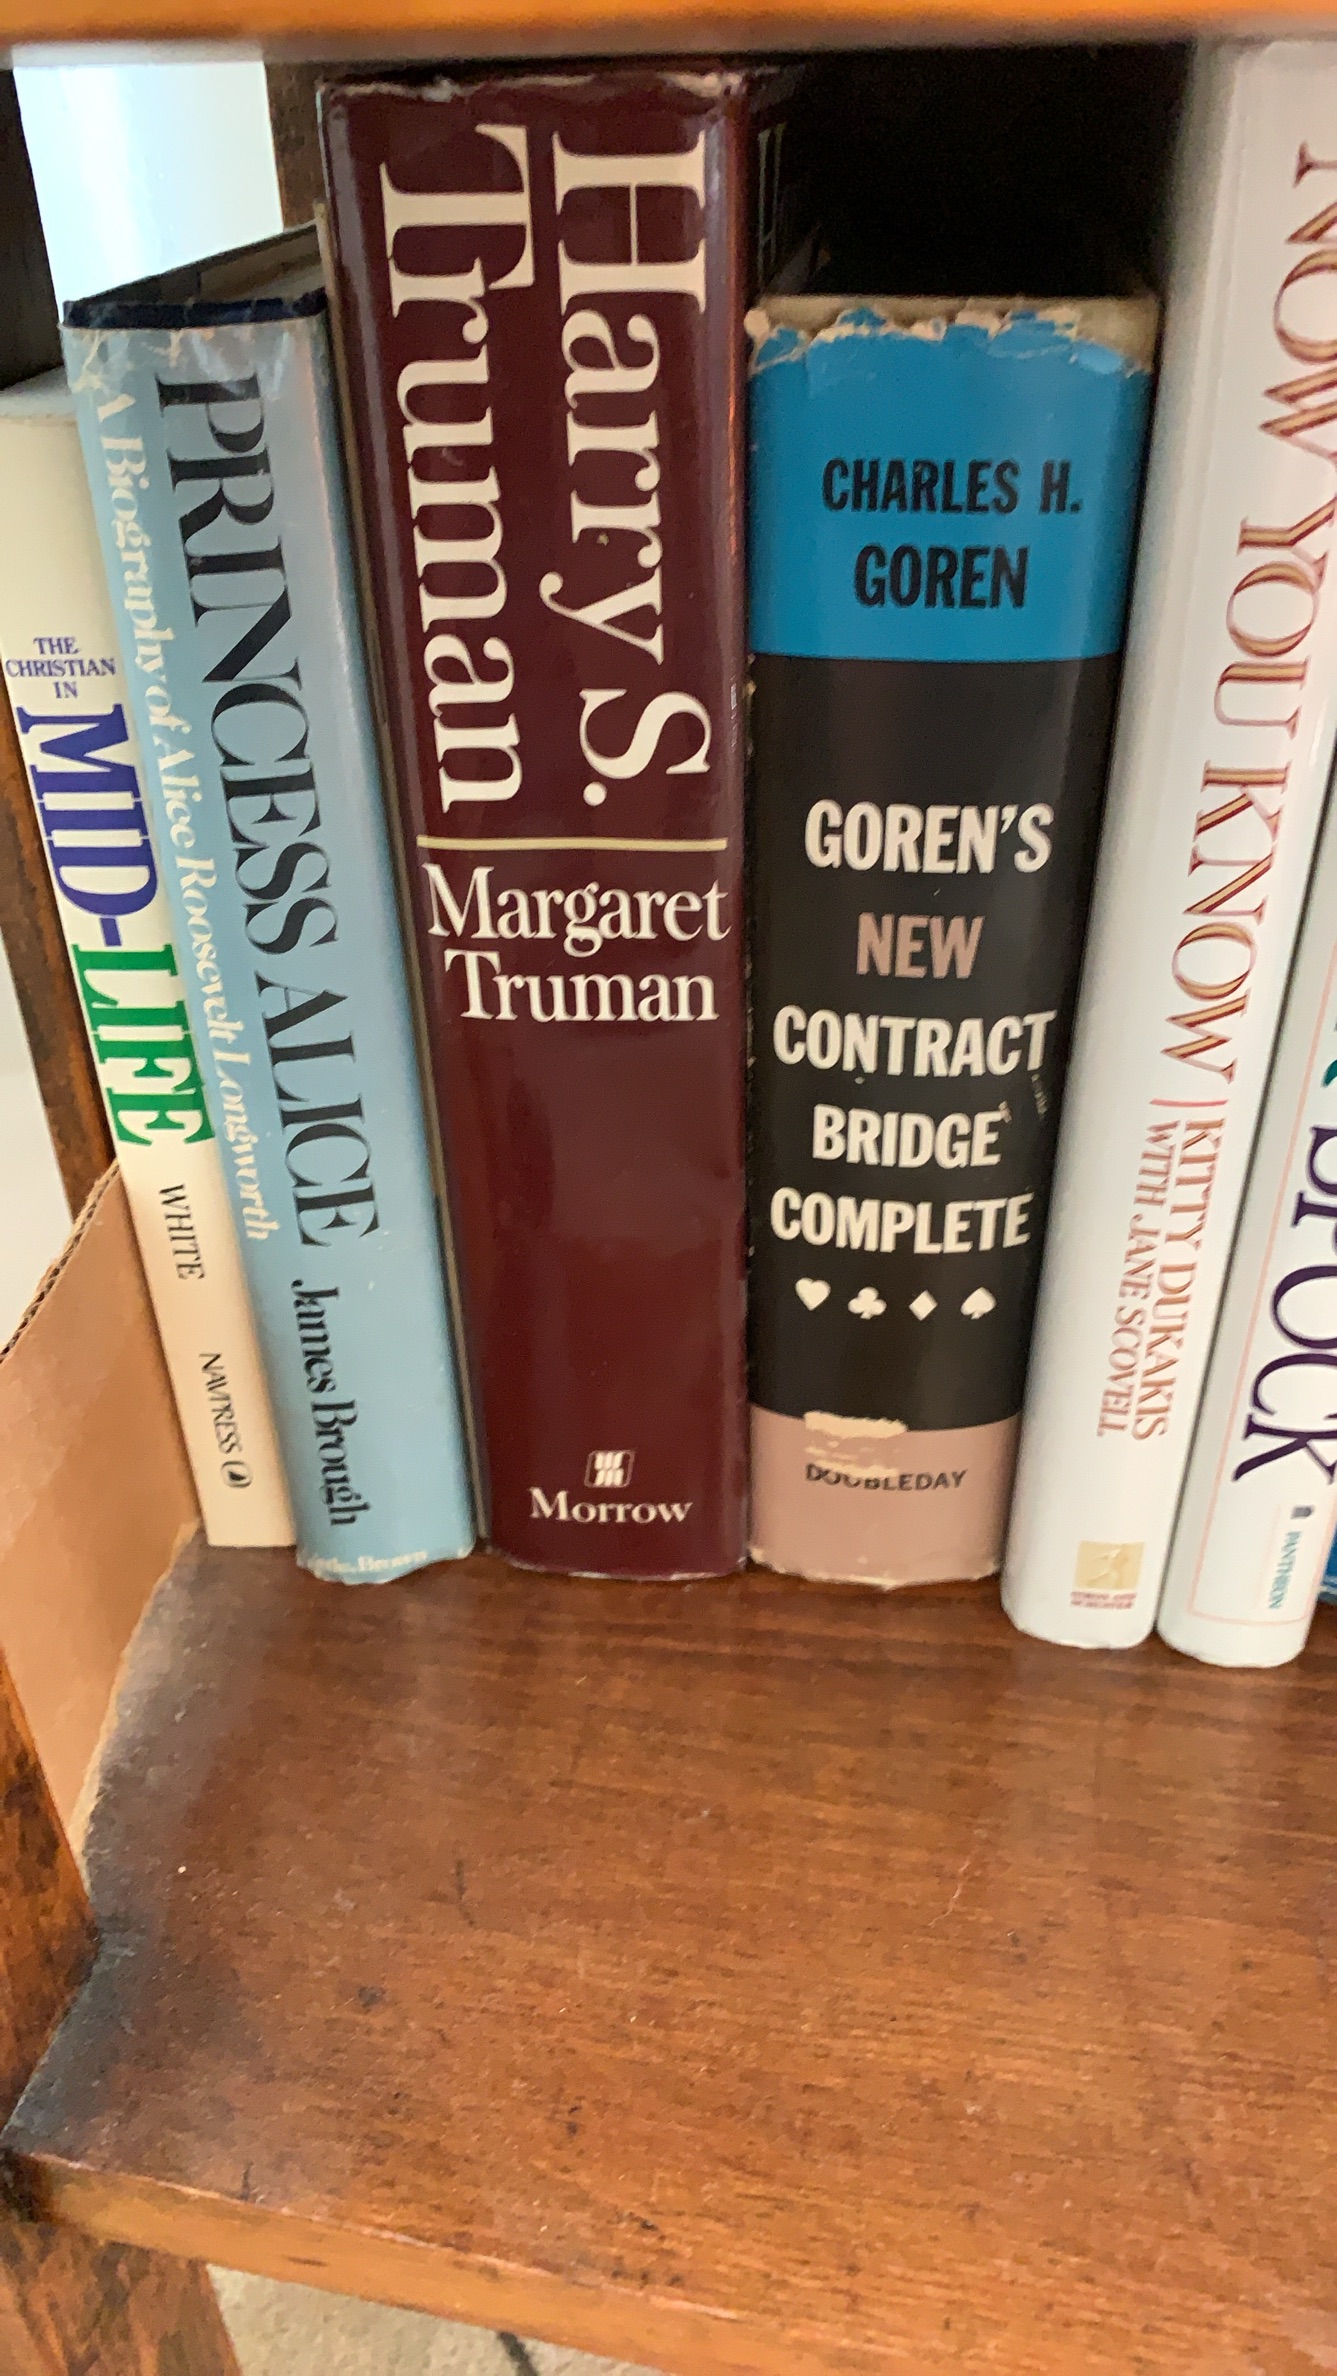 THE
CHRISTIAN
IN
MID-LIFE
WHITE
NAVPRESS
PRINCESS ALICE
A Biography of Alice Roosevelt Longworth
James Brough
Brown
Harry S.
Truman
Margaret
Truman
Morrow
CHARLES H.
GOREN
GOREN'S
NEW
CONTRACT
BRIDGE
COMPLETE
DOUBLEDAY
NOW YOU KNOW
KITTY DUKAKIS
WITH JANE SCOVELL
SPOCK
PANTHEON